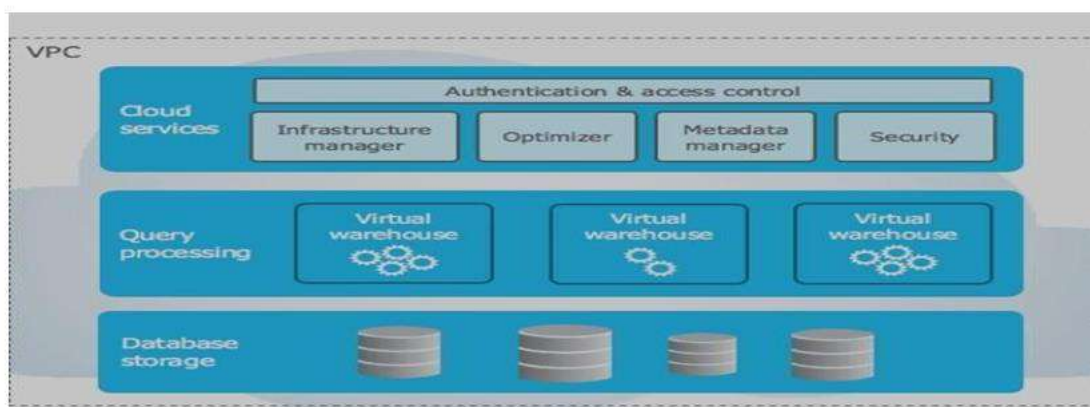 VPC
Cloud
services
Authentication & access control
Infrastructure
manager
Optimizer
Metadada
manager
Security
Query
processing
Virtual
warehouse
Virtual
warehouse
Virtual
warehouse
Database
storage